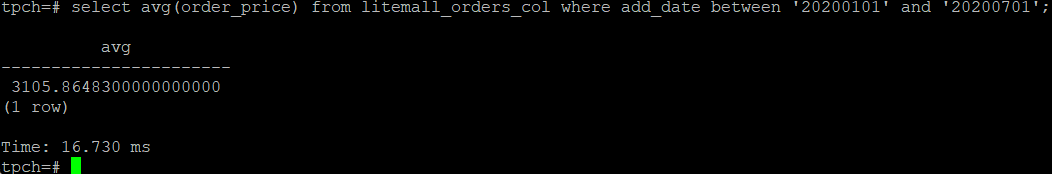 tpch=# select avg(order_price) from litemall_orders_col where add_date between '20200101' and '20200701';
avg
-----------------------
3105.8648300000000000
(1 row)
Time: 16.730 ms
tpch=#